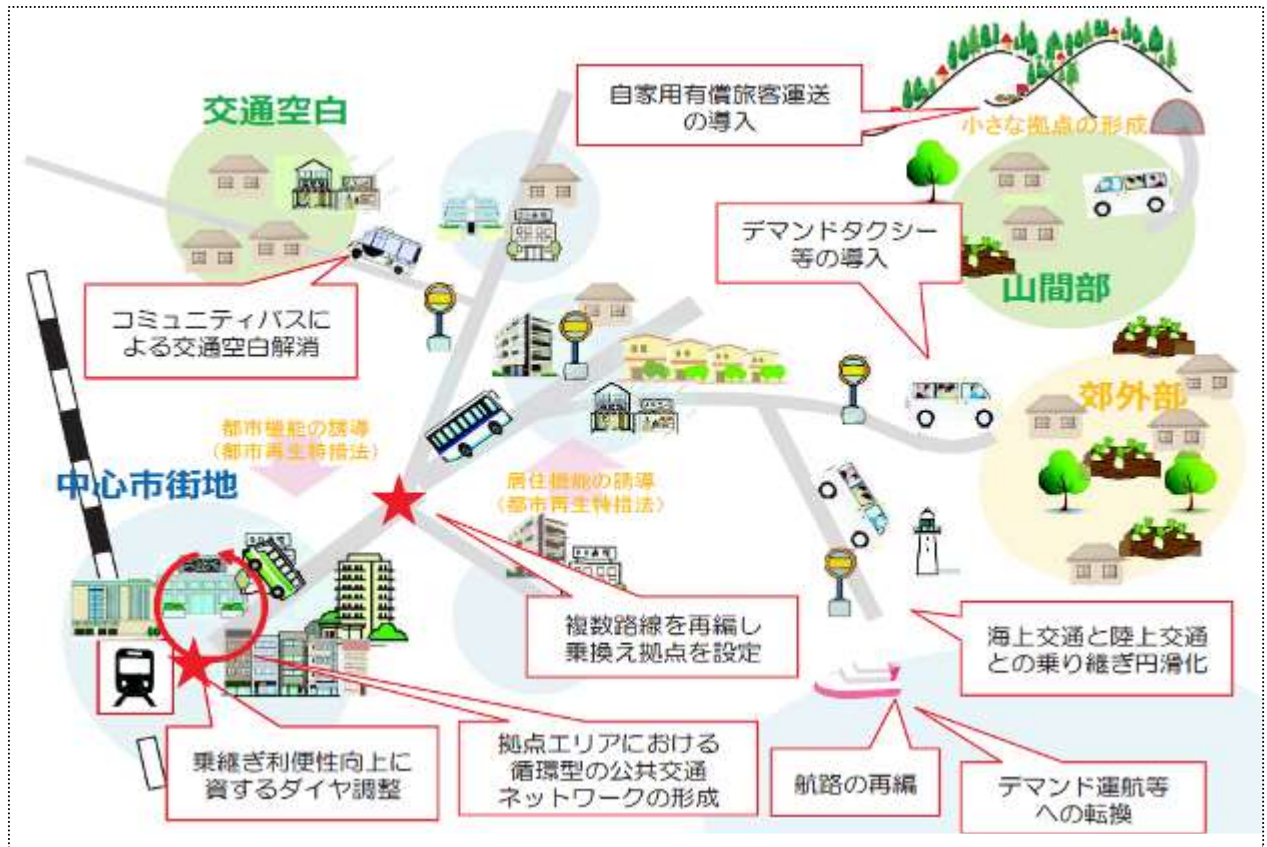 自家用有償旅客運送
の導入
小さな拠点の形成
交通空白
デマンドタクシー
等の導入
山間部
コミュニティバスに
よる交通空白解消
郊外部
都市機能の誘導
(都市再生特措法)
中心市街地
居住機能の誘導
(都市再生特措法)
複数路線を再編し
乗換え拠点を設定
海上交通と陸上交通
との乗り継ぎ円滑化
乗継ぎ利便性向上に
資するダイヤ調整
拠点エリアにおける
循環型の公共交通
ネットワークの形成
航路の再編
デマンド運航等
への転換